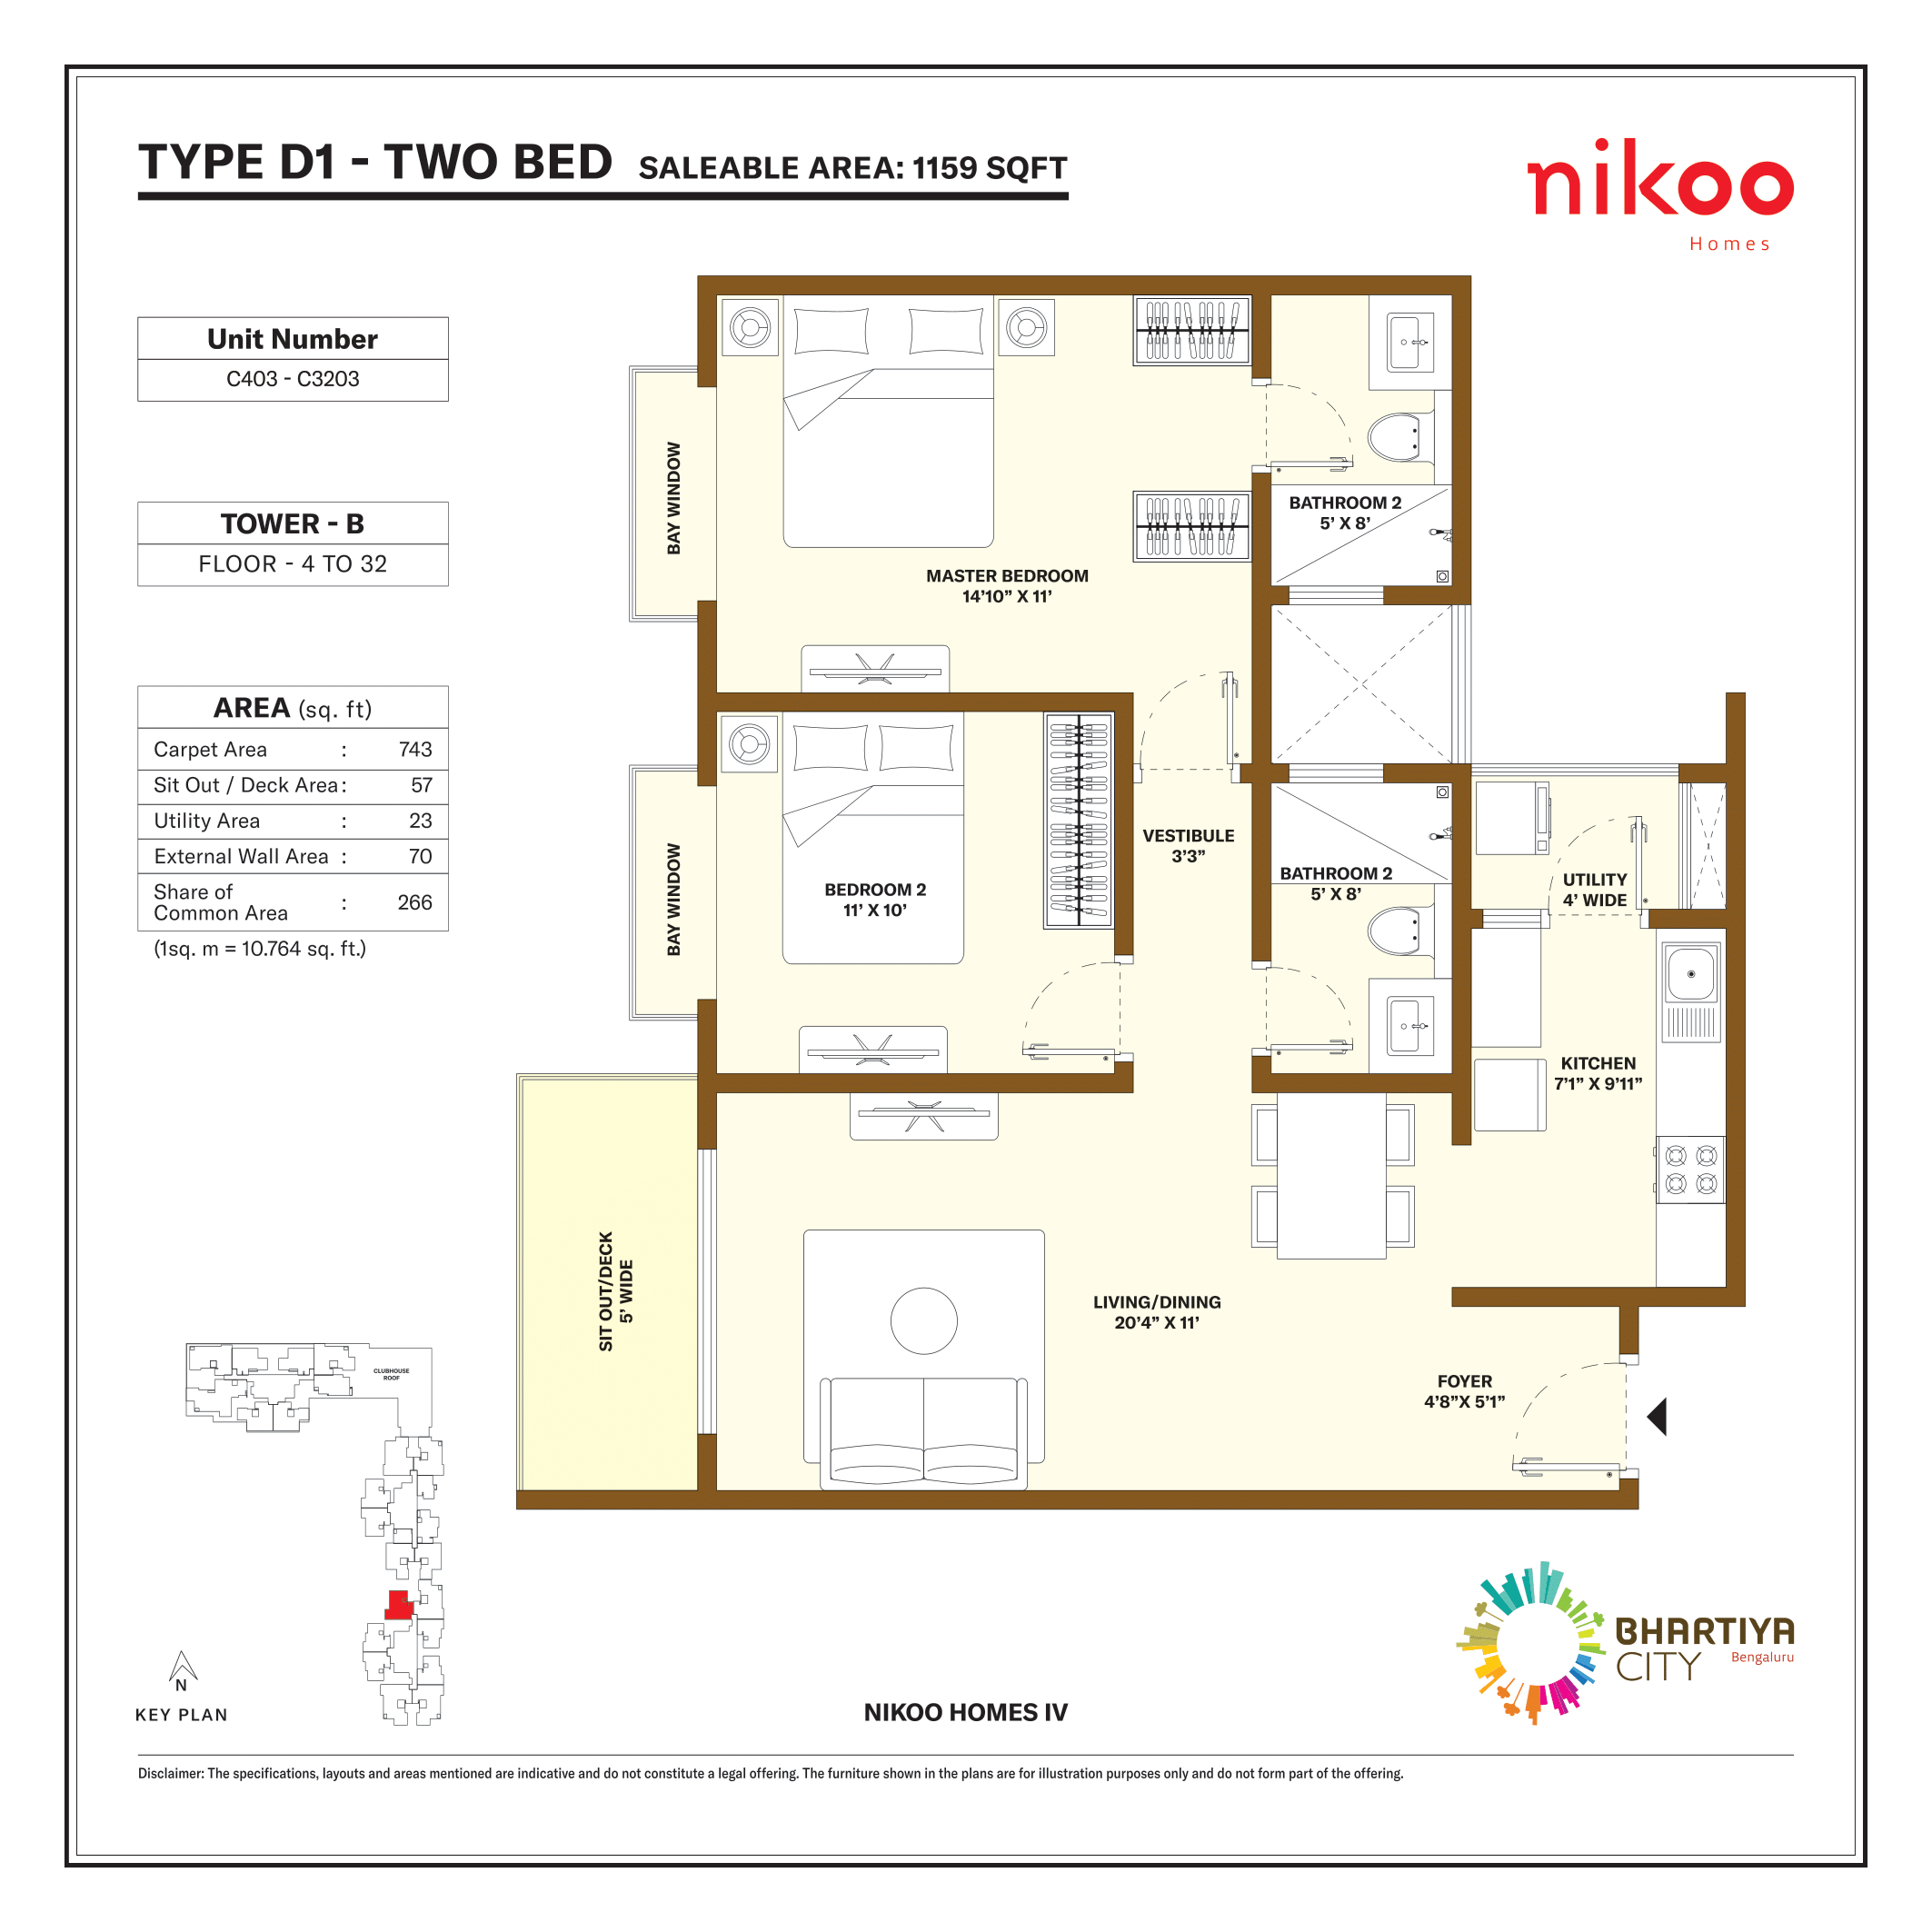 TYPE D1 - TWO BED SALEABLE AREA: 1159 SQFT
nikoo
Homes
Unit Number
C403 - C3203
TOWER - B
FLOOR - 4 TO 32
AREA (sq. ft)
Carpet Area : 743
Sit Out / Deck Area : 57
Utility Area : 23
External Wall Area : 70
Share of
Common Area : 266
(1sq. m = 10.764 sq. ft.)
BAY WINDOW
MASTER BEDROOM
14’10” X 11’
BATHROOM 2
5’ X 8’
BAY WINDOW
BEDROOM 2
11’ X 10’
VESTIBULE
3’3”
BATHROOM 2
5’ X 8’
UTILITY
4’ WIDE
KITCHEN
7’1” X 9’11”
SIT OUT/DECK
5’ WIDE
LIVING/DINING
20’4” X 11’
FOYER
4’8”X 5’1”
CLUBHOUSE
ROOF
N
KEY PLAN
NIKOO HOMES IV
BHARTIYA
CITY Bengaluru
Disclaimer: The specifications, layouts and areas mentioned are indicative and do not constitute a legal offering. The furniture shown in the plans are for illustration purposes only and do not form part of the offering.